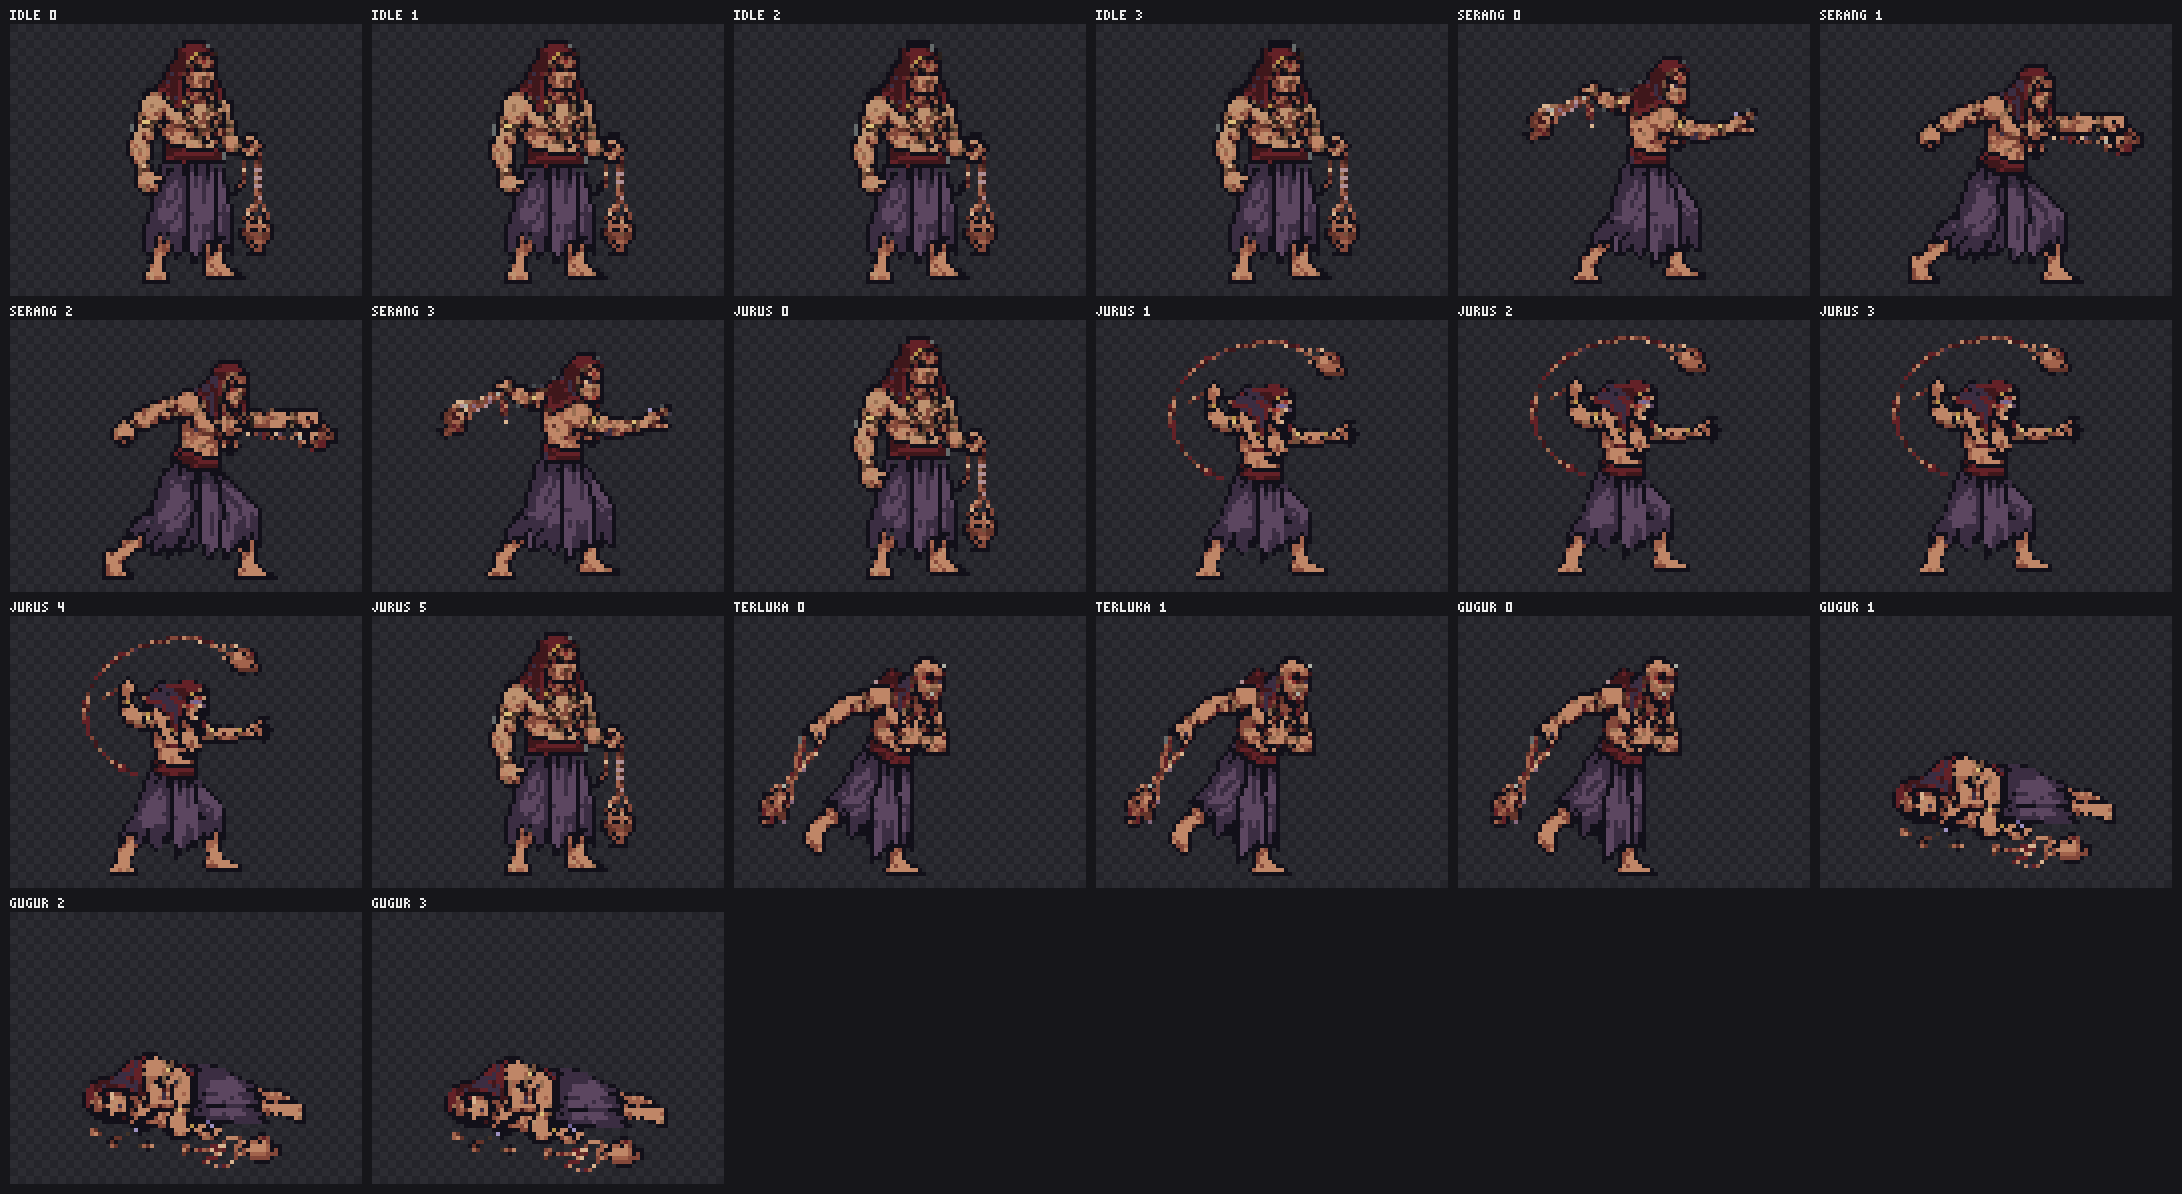 IDLE 0
IDLE 1
IDLE 2
IDLE 3
SERANG 0
SERANG 1
SERANG 2
SERANG 3
JURUS 0
JURUS 1
JURUS 2
JURUS 3
JURUS 4
JURUS 5
TERLUKA 0
TERLUKA 1
GUGUR 0
GUGUR 1
GUGUR 2
GUGUR 3